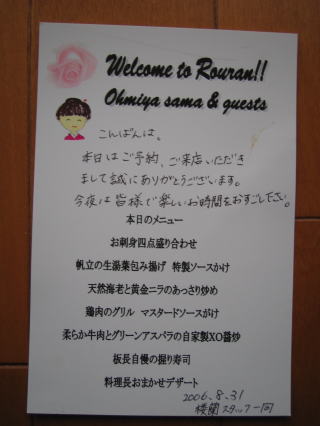 Welcome to Rouran!!
Ohmiya sama & guests
こんばんは。
本日はご予約、ご来店いただき
まして誠にありがとうございます。
今夜は皆様で楽しいお時間をおすごし下さい。
本日のメニュー
お刺身四点盛り合わせ
帆立の生湯葉包み揚げ 特製ソースかけ
天然海老と黄金ニラのあっさり炒め
鶏肉のグリル マスタードソースがけ
柔らか牛肉とグリーンアスパラの自家製XO醤炒
板長自慢の握り寿司
料理長おまかせデザート
2006.8.31
楼蘭スタッフ一同